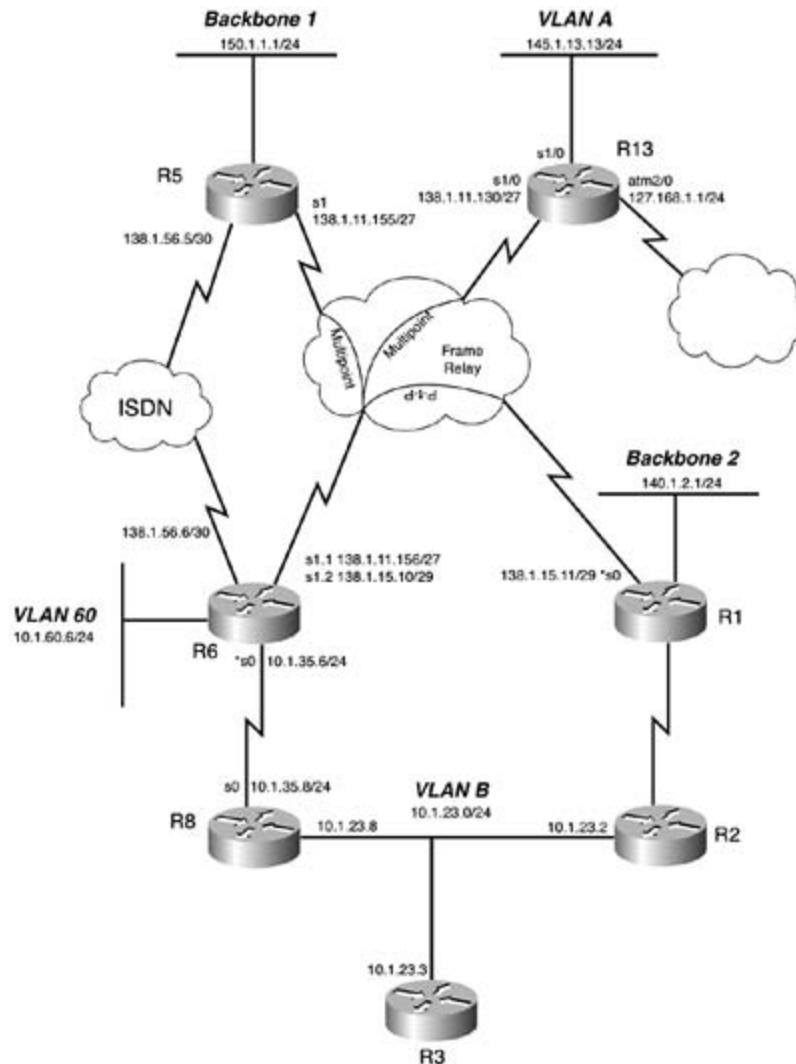 Backbone 1
150.1.1.1/24
VLAN A
145.1.13.13/24
R5
s1
138.1.11.155/27
138.1.56.5/30
s1/0
R13
s1/0
138.1.11.130/27
atm2/0
127.168.1.1/24
Multipoint
Multipoint
Frame
Relay
p-t-p
ISDN
Backbone 2
140.1.2.1/24
138.1.56.6/30
s1.1 138.1.11.156/27
s1.2 138.1.15.10/29
138.1.15.11/29 *s0
R1
VLAN 60
10.1.60.6/24
R6
*s0 10.1.35.6/24
s0 10.1.35.8/24
R8
VLAN B
10.1.23.0/24
10.1.23.8
10.1.23.2
R2
10.1.23.3
R3